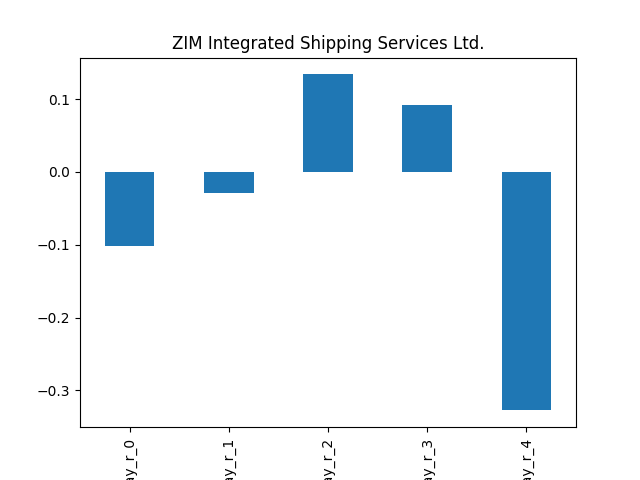 ZIM Integrated Shipping Services Ltd.
0.1
0.0
−0.1
−0.2
−0.3
ay_r_0
ay_r_1
ay_r_2
ay_r_3
ay_r_4